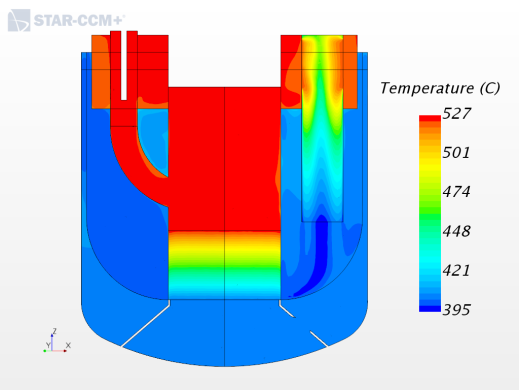 STAR-CCM+
Temperature (C)
527
501
474
448
421
395
Z
Y X